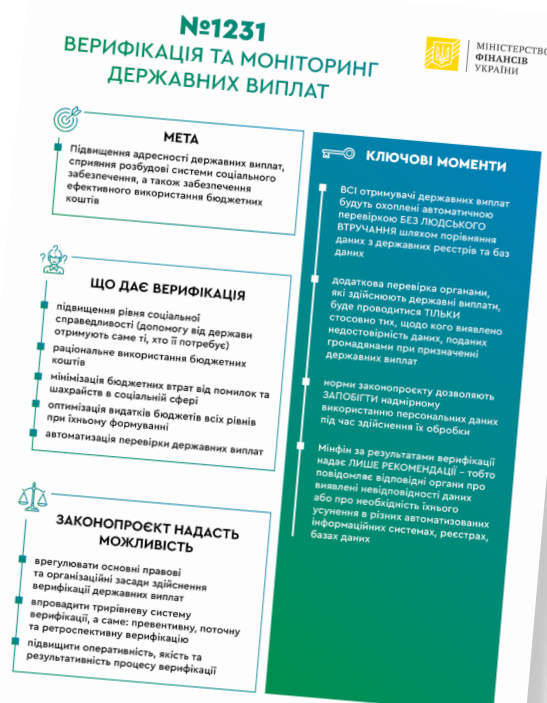 №1231
ВЕРИФІКАЦІЯ ТА МОНІТОРИНГ
ДЕРЖАВНИХ ВИПЛАТ
МІНІСТЕРСТВО
ФІНАНСІВ
УКРАЇНИ
МЕТА
Підвищення адресності державних виплат,
сприяння розбудові системи соціального
забезпечення, а також забезпечення
ефективного використання бюджетних
коштів
ЩО ДАЄ ВЕРИФІКАЦІЯ
підвищення рівня соціальної
справедливості (допомогу від держави
отримують саме ті, хто її потребує)
раціональне використання бюджетних
коштів
мінімізація бюджетних втрат від помилок та
шахрайств в соціальній сфері
оптимізація видатків бюджетів всіх рівнів
при їхньому формуванні
автоматизація перевірки державних виплат
ЗАКОНОПРОЄКТ НАДАСТЬ
МОЖЛИВІСТЬ
врегулювати основні правові
та організаційні засади здійснення
верифікації державних виплат
впровадити трирівневу систему
верифікації, а саме: превентивну, поточну
та ретроспективну верифікацію
підвищити оперативність, якість та
результативність процесу верифікації
КЛЮЧОВІ МОМЕНТИ
ВСІ отримувачі державних виплат
будуть охоплені автоматичною
перевіркою БЕЗ ЛЮДСЬКОГО
ВТРУЧАННЯ шляхом порівняння
даних з державних реєстрів та баз
даних
додаткова перевірка органами,
які здійснюють державні виплати,
буде проводитися ТІЛЬКИ
стосовно тих, щодо кого виявлено
недостовірність даних, поданих
громадянами при призначенні
державних виплат
норми законопроєкту дозволяють
ЗАПОБІГТИ надмірному
використанню персональних даних
під час здійснення їх обробки
Мінфін за результатами верифікації
надає ЛИШЕ РЕКОМЕНДАЦІЇ – тобто
повідомляє відповідні органи про
виявлені невідповідності даних
або про необхідність їхнього
усунення в різних автоматизованих
інформаційних системах, реєстрах,
базах даних